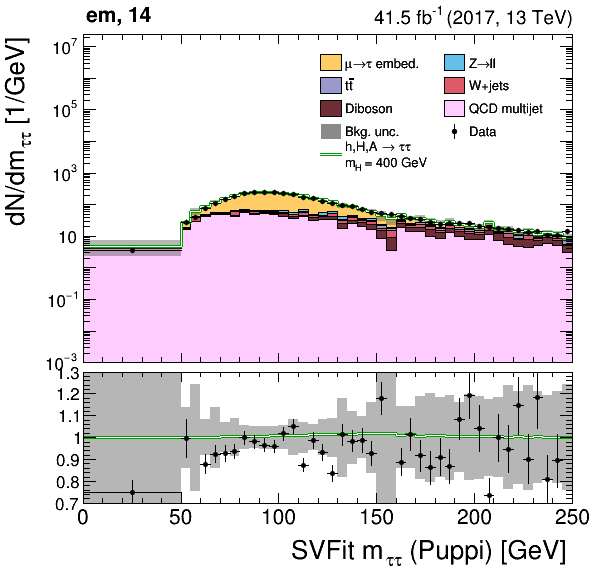 em, 14
41.5 fb⁻¹ (2017, 13 TeV)
dN/dm_ττ [1/GeV]
10⁷
10⁵
10³
10
10⁻¹
10⁻³
μ→τ embed.
Z→ll
tt̅
W+jets
Diboson
QCD multijet
Bkg. unc.
Data
h,H,A → ττ
m_H = 400 GeV
1.3
1.2
1.1
1
0.9
0.8
0.7
0 50 100 150 200 250
SVFit m_ττ (Puppi) [GeV]